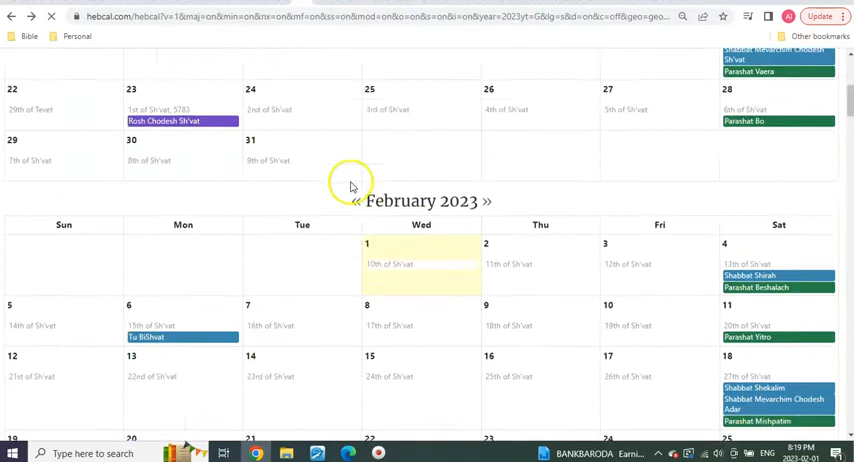 hebcal.com/hebcal?v=1&maj=on&min=on&nx=on&mf=on&ss=on&mod=on&o=on&s=on&i=on&year=2023yt=G&lg=s&d=on&c=off&geo=geo...
AI
Update
Bible
Personal
Other bookmarks
Shabbat Mevarchim Chodesh
Sh'vat
Parashat Vaera
22 23 24 25 26 27 28
29th of Tevet 1st of Sh'vat, 5783 2nd of Sh'vat 3rd of Sh'vat 4th of Sh'vat 5th of Sh'vat 6th of Sh'vat
Rosh Chodesh Sh'vat Parashat Bo
29 30 31
7th of Sh'vat 8th of Sh'vat 9th of Sh'vat
« February 2023 »
Sun Mon Tue Wed Thu Fri Sat
1 2 3 4
10th of Sh'vat 11th of Sh'vat 12th of Sh'vat 13th of Sh'vat
Shabbat Shirah
Parashat Beshalach
5 6 7 8 9 10 11
14th of Sh'vat 15th of Sh'vat 16th of Sh'vat 17th of Sh'vat 18th of Sh'vat 19th of Sh'vat 20th of Sh'vat
Tu BiShvat Parashat Yitro
12 13 14 15 16 17 18
21st of Sh'vat 22nd of Sh'vat 23rd of Sh'vat 24th of Sh'vat 25th of Sh'vat 26th of Sh'vat 27th of Sh'vat
Shabbat Shekalim
Shabbat Mevarchim Chodesh
Adar
Parashat Mishpatim
19 20 21 22 23 24 25
Type here to search
BANKBARODA Earni...
ENG
8:19 PM
2023-02-01